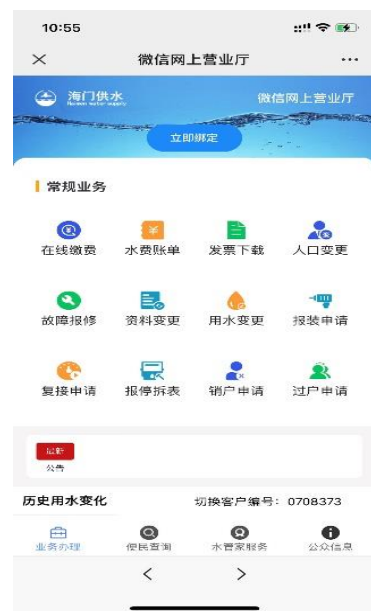 10:55
微信网上营业厅
海门供水
Haimen water supply
微信网上营业厅
立即绑定
常规业务
在线缴费 水费账单 发票下载 人口变更
故障报修 资料变更 用水变更 报装申请
复接申请 报停拆表 销户申请 过户申请
最新
公告
历史用水变化 切换客户编号：0708373
业务办理 便民查询 水管家服务 公众信息